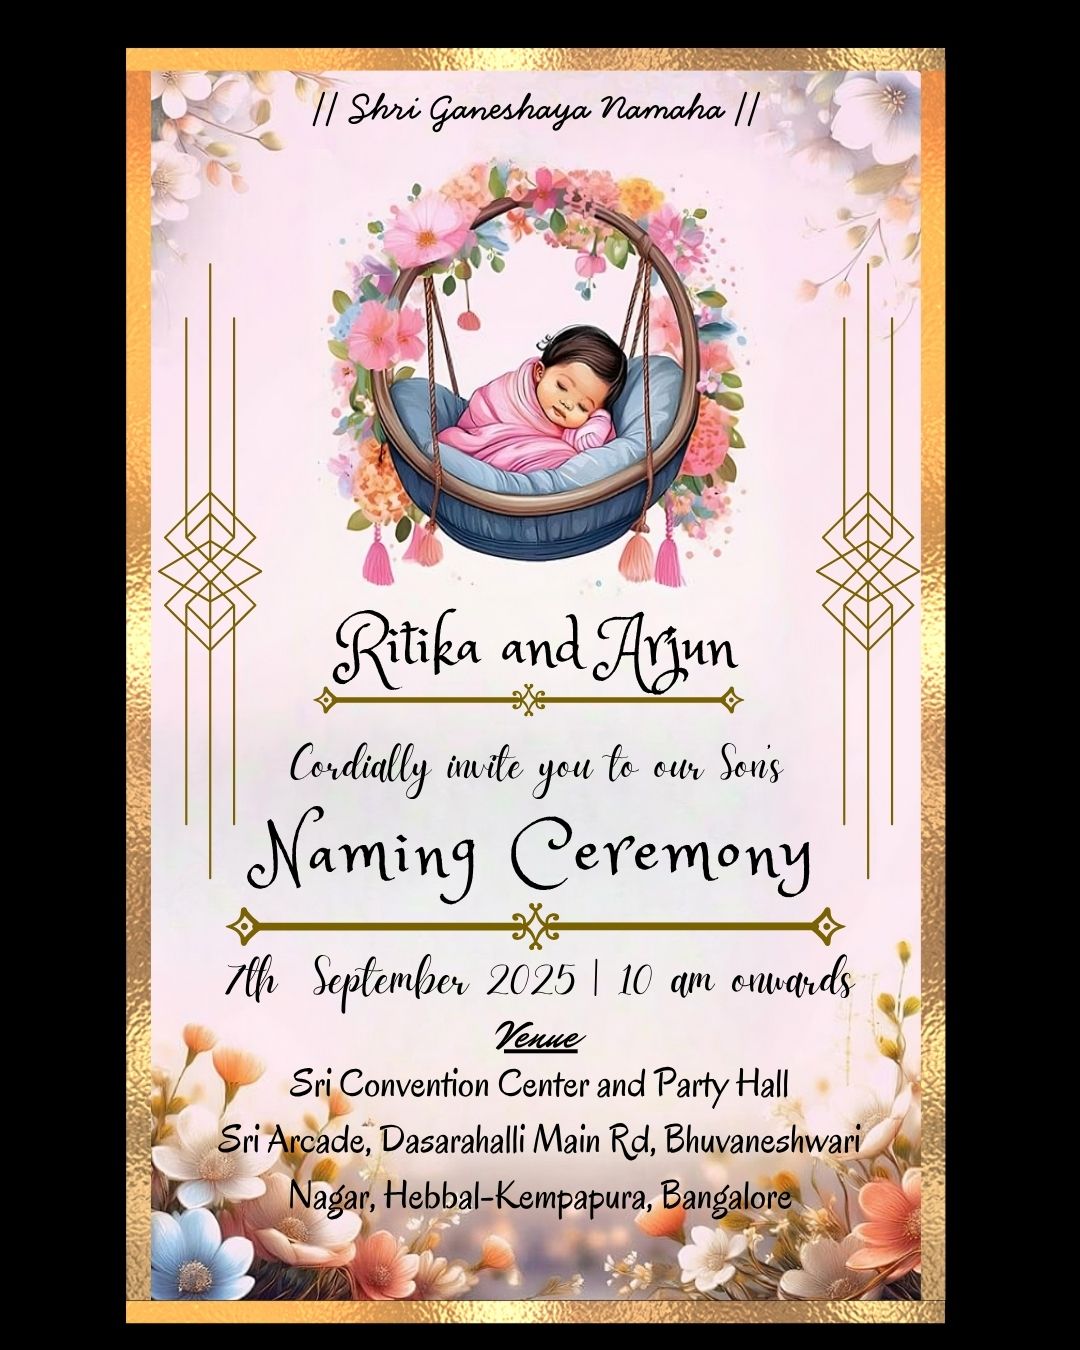 // Shri Ganeshaya Namaha //
Ritika and Arjun
Cordially invite you to our Son's
Naming Ceremony
7th September 2025 | 10 am onwards
Venue
Sri Convention Center and Party Hall
Sri Arcade, Dasarahalli Main Rd, Bhuvaneshwari
Nagar, Hebbal-Kempapura, Bangalore